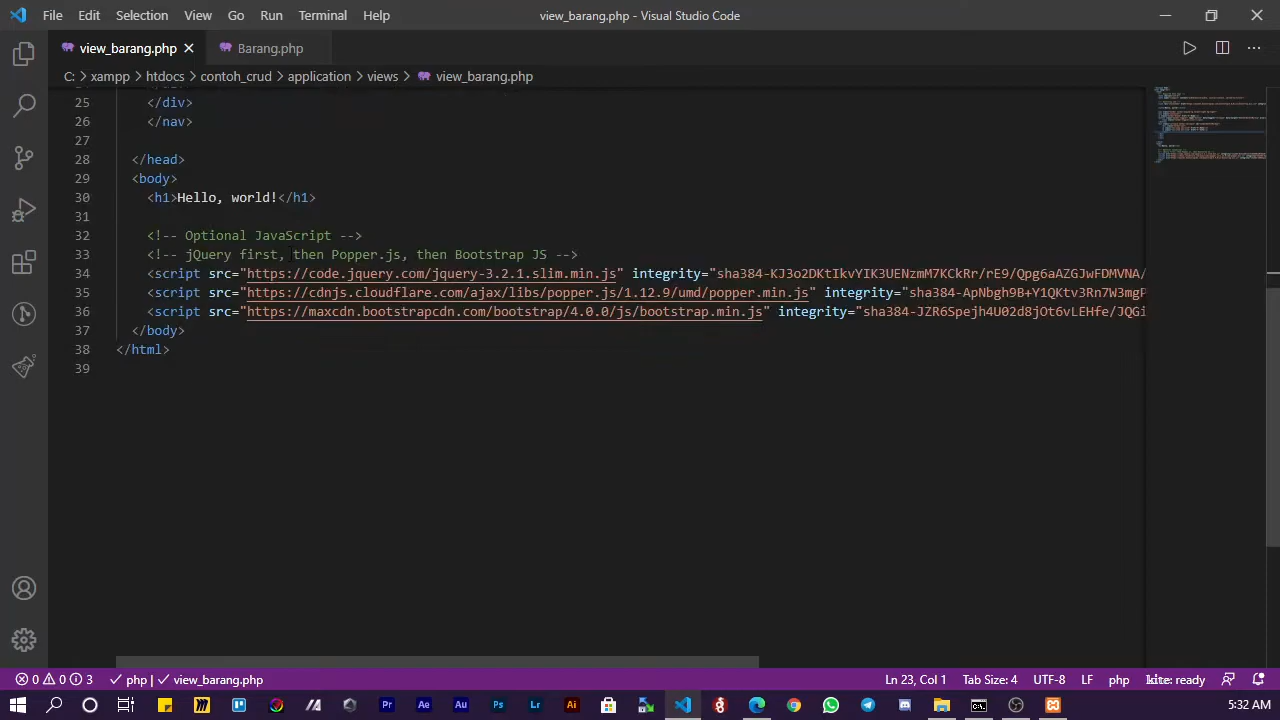 File Edit Selection View Go Run Terminal Help
view_barang.php - Visual Studio Code
view_barang.php
Barang.php
C: > xampp > htdocs > contoh_crud > application > views > view_barang.php
25 </div>
26 </nav>
27
28 </head>
29 <body>
30 <h1>Hello, world!</h1>
31
32 <!-- Optional JavaScript -->
33 <!-- jQuery first, then Popper.js, then Bootstrap JS -->
34 <script src="https://code.jquery.com/jquery-3.2.1.slim.min.js" integrity="sha384-KJ3o2DKtIkvYIK3UENzmM7KCkRr/rE9/Qpg6aAZGJwFDMVNA/
35 <script src="https://cdnjs.cloudflare.com/ajax/libs/popper.js/1.12.9/umd/popper.min.js" integrity="sha384-ApNbgh9B+Y1QKtv3Rn7W3mgP
36 <script src="https://maxcdn.bootstrapcdn.com/bootstrap/4.0.0/js/bootstrap.min.js" integrity="sha384-JZR6Spejh4U02d8jOt6vLEHfe/JQGi
37 </body>
38 </html>
39
0 0 3 php | view_barang.php
Ln 23, Col 1 Tab Size: 4 UTF-8 LF php kite: ready
Pr Ae Au Ps Lr Ai
5:32 AM